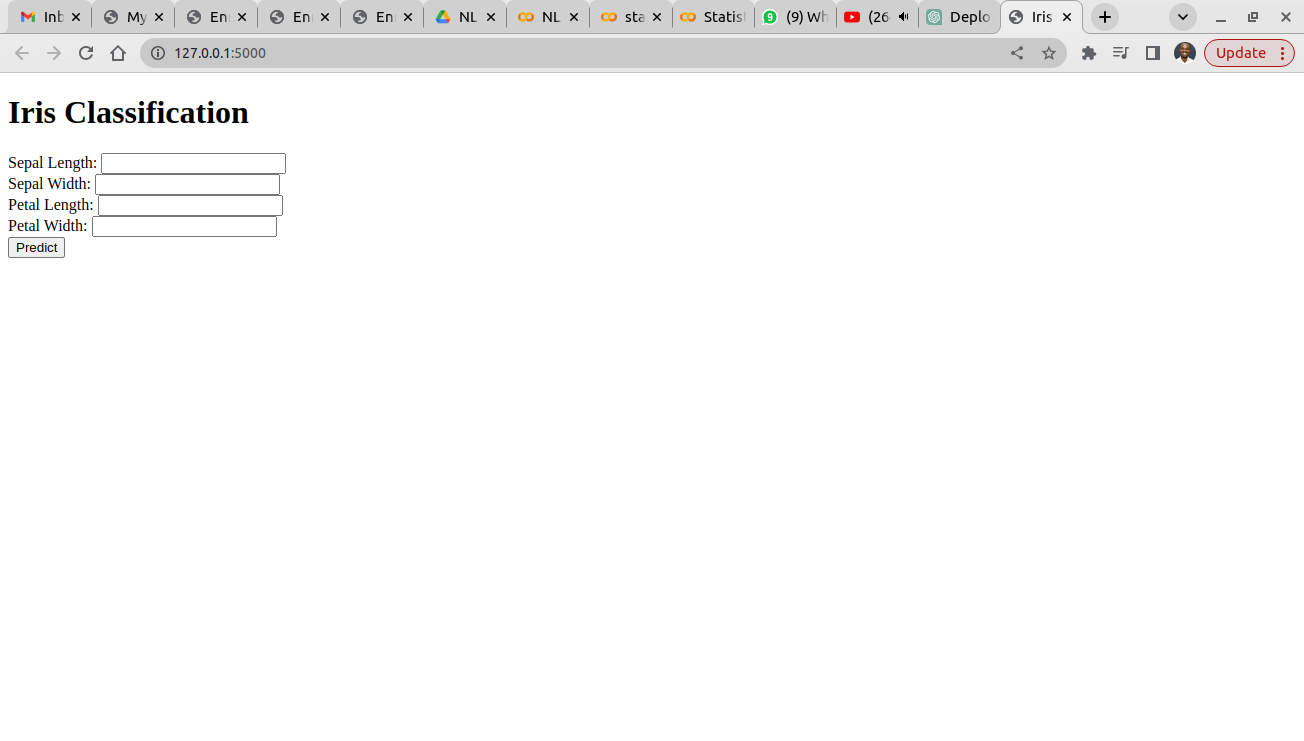 Inb My En En En NL NL sta Statis (9) Wh (26 Deplo Iris
127.0.0.1:5000 Update
Iris Classification
Sepal Length:
Sepal Width:
Petal Length:
Petal Width:
Predict